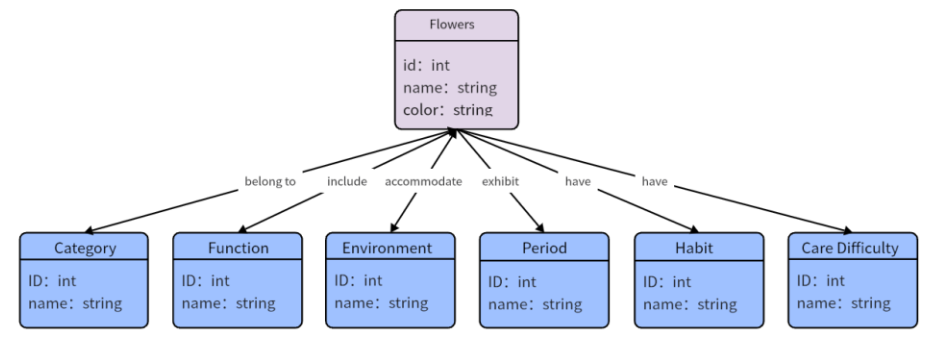 Flowers
id：int
name：string
color：string
belong to
include
accommodate
exhibit
have
have
Category
ID：int
name：string
Function
ID：int
name：string
Environment
ID：int
name：string
Period
ID：int
name：string
Habit
ID：int
name：string
Care Difficulty
ID：int
name：string